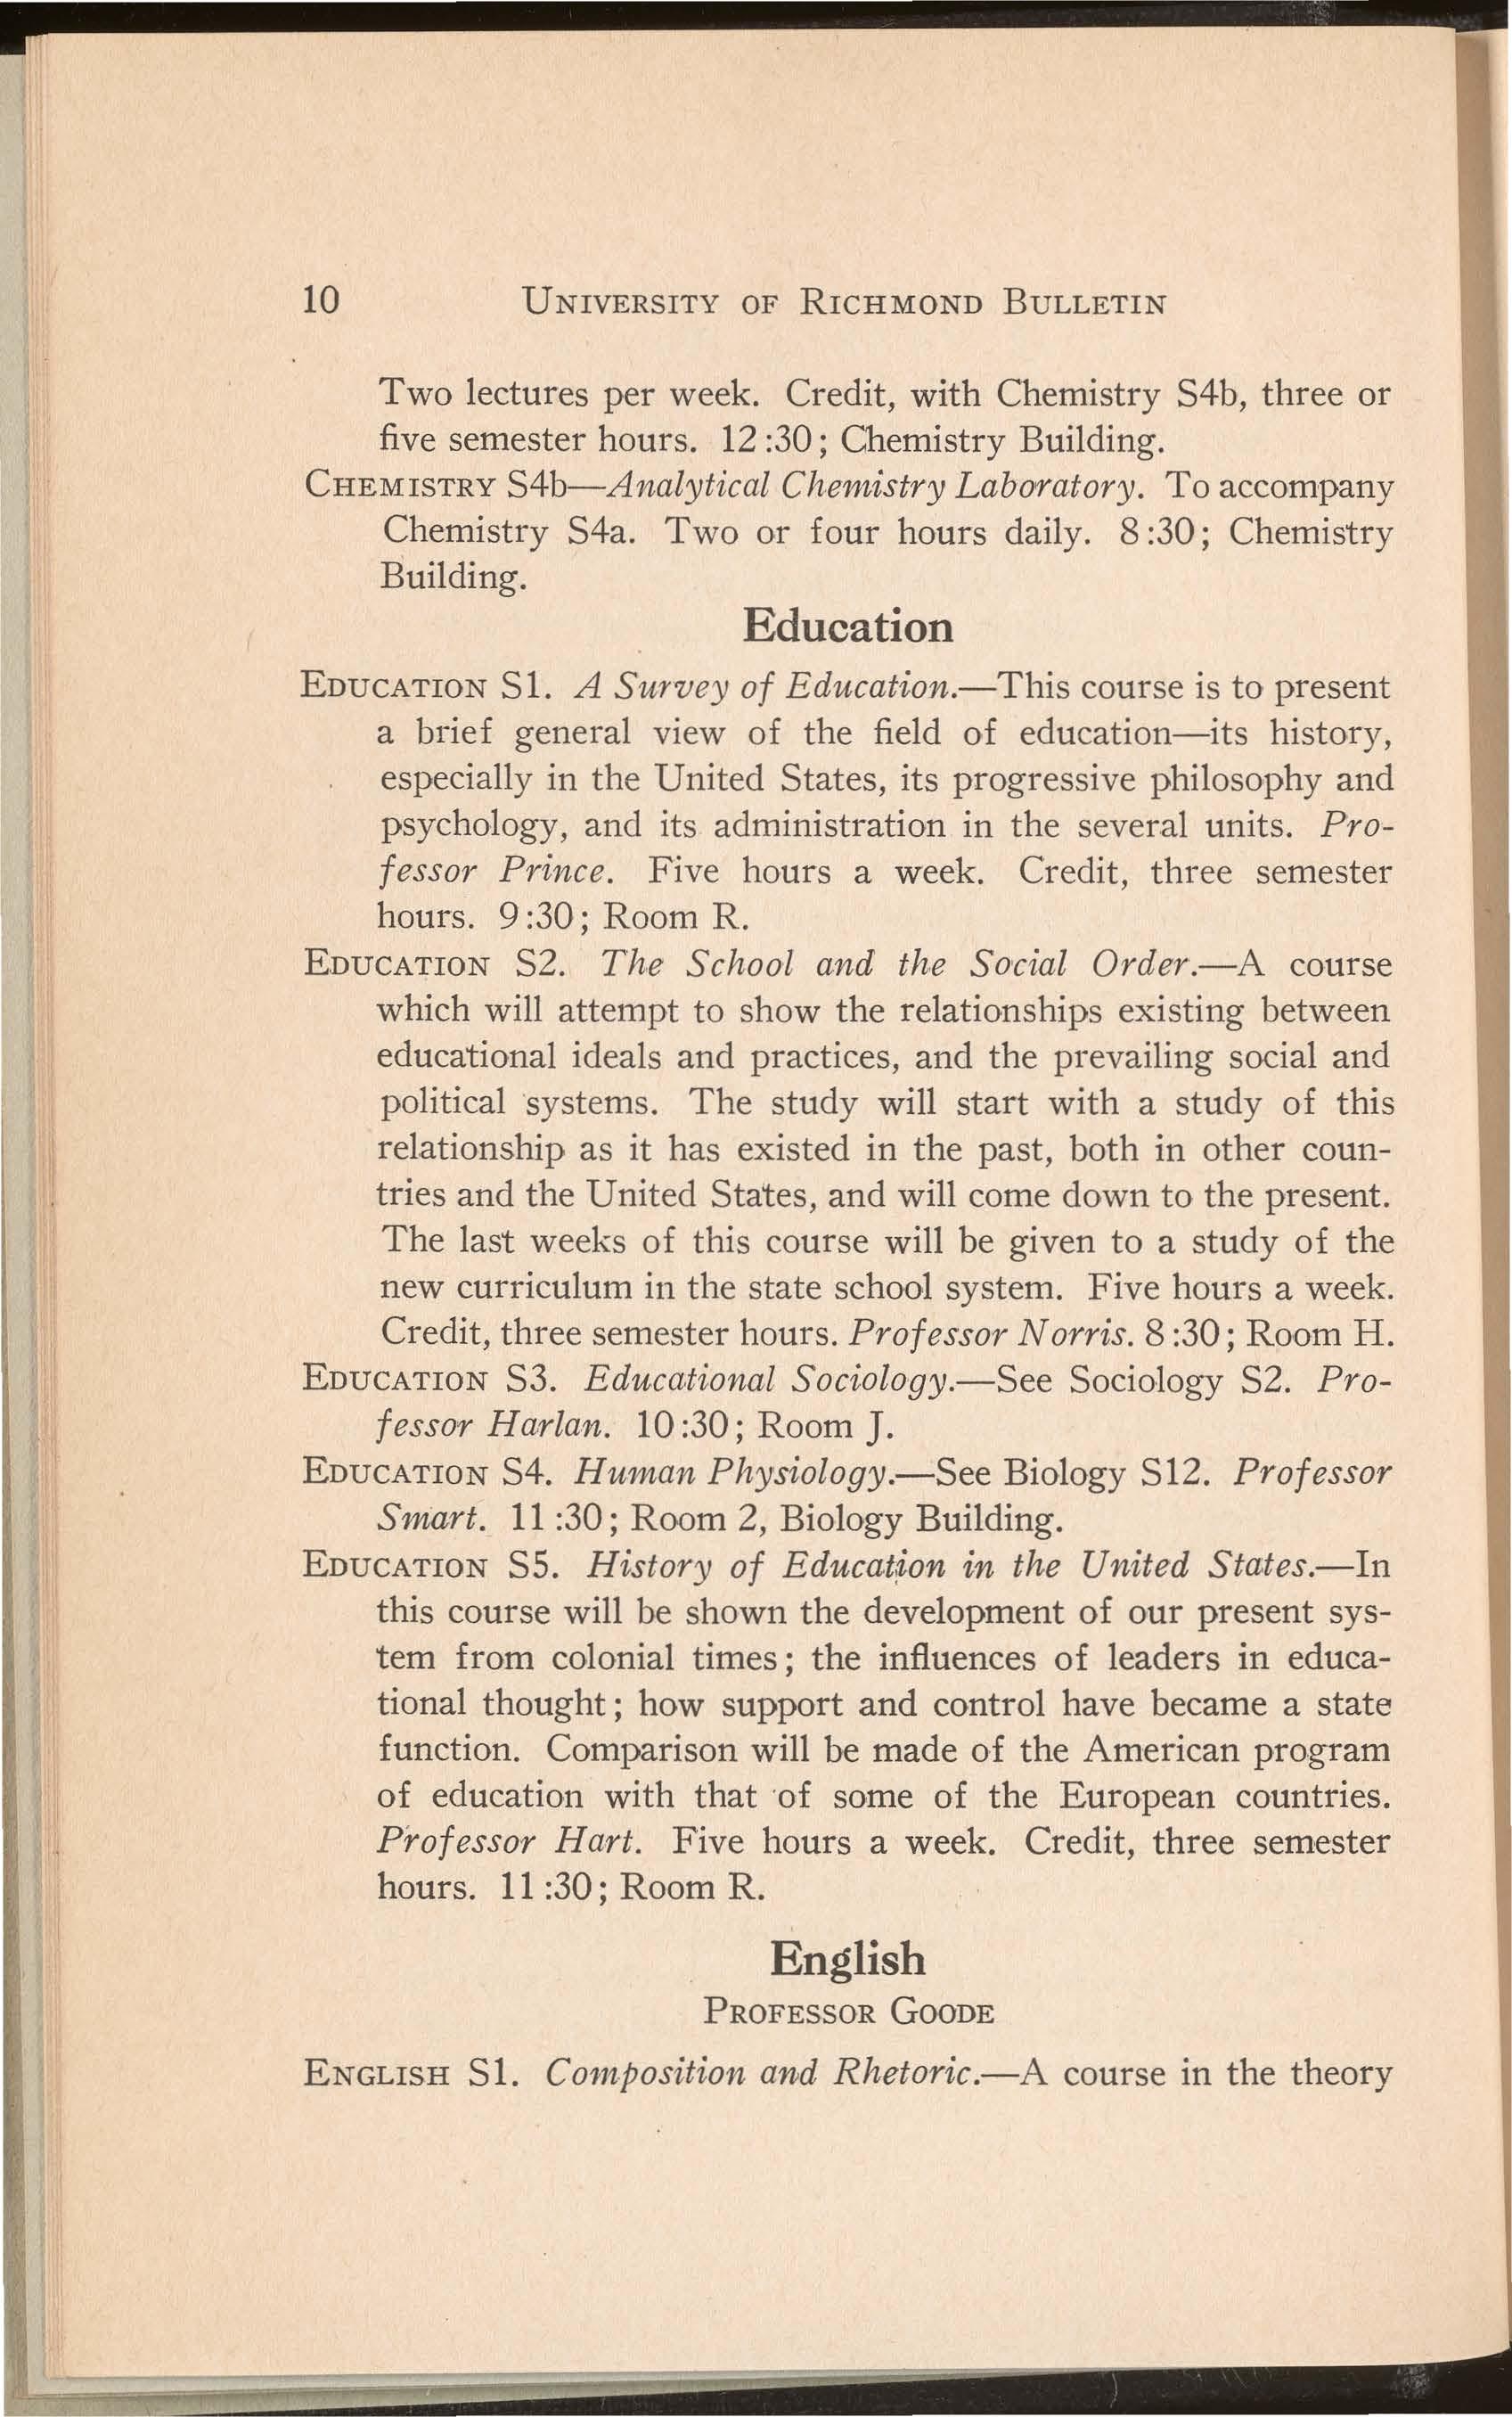 10 UNIVERSITY OF RICHMOND BULLETIN
Two lectures per week. Credit, with Chemistry S4b, three or
five semester hours. 12:30; Chemistry Building.
CHEMISTRY S4b—Analytical Chemistry Laboratory. To accompany
Chemistry S4a. Two or four hours daily. 8:30; Chemistry
Building.
Education
EDUCATION S1. A Survey of Education.—This course is to present
a brief general view of the field of education—its history,
especially in the United States, its progressive philosophy and
psychology, and its administration in the several units. Pro-
fessor Prince. Five hours a week. Credit, three semester
hours. 9:30; Room R.
EDUCATION S2. The School and the Social Order.—A course
which will attempt to show the relationships existing between
educational ideals and practices, and the prevailing social and
political systems. The study will start with a study of this
relationship as it has existed in the past, both in other coun-
tries and the United States, and will come down to the present.
The last weeks of this course will be given to a study of the
new curriculum in the state school system. Five hours a week.
Credit, three semester hours. Professor Norris. 8:30; Room H.
EDUCATION S3. Educational Sociology.—See Sociology S2. Pro-
fessor Harlan. 10:30; Room J.
EDUCATION S4. Human Physiology.—See Biology S12. Professor
Smart. 11:30; Room 2, Biology Building.
EDUCATION S5. History of Education in the United States.—In
this course will be shown the development of our present sys-
tem from colonial times; the influences of leaders in educa-
tional thought; how support and control have became a state
function. Comparison will be made of the American program
of education with that of some of the European countries.
Professor Hart. Five hours a week. Credit, three semester
hours. 11:30; Room R.
English
PROFESSOR GOODE
ENGLISH S1. Composition and Rhetoric.—A course in the theory